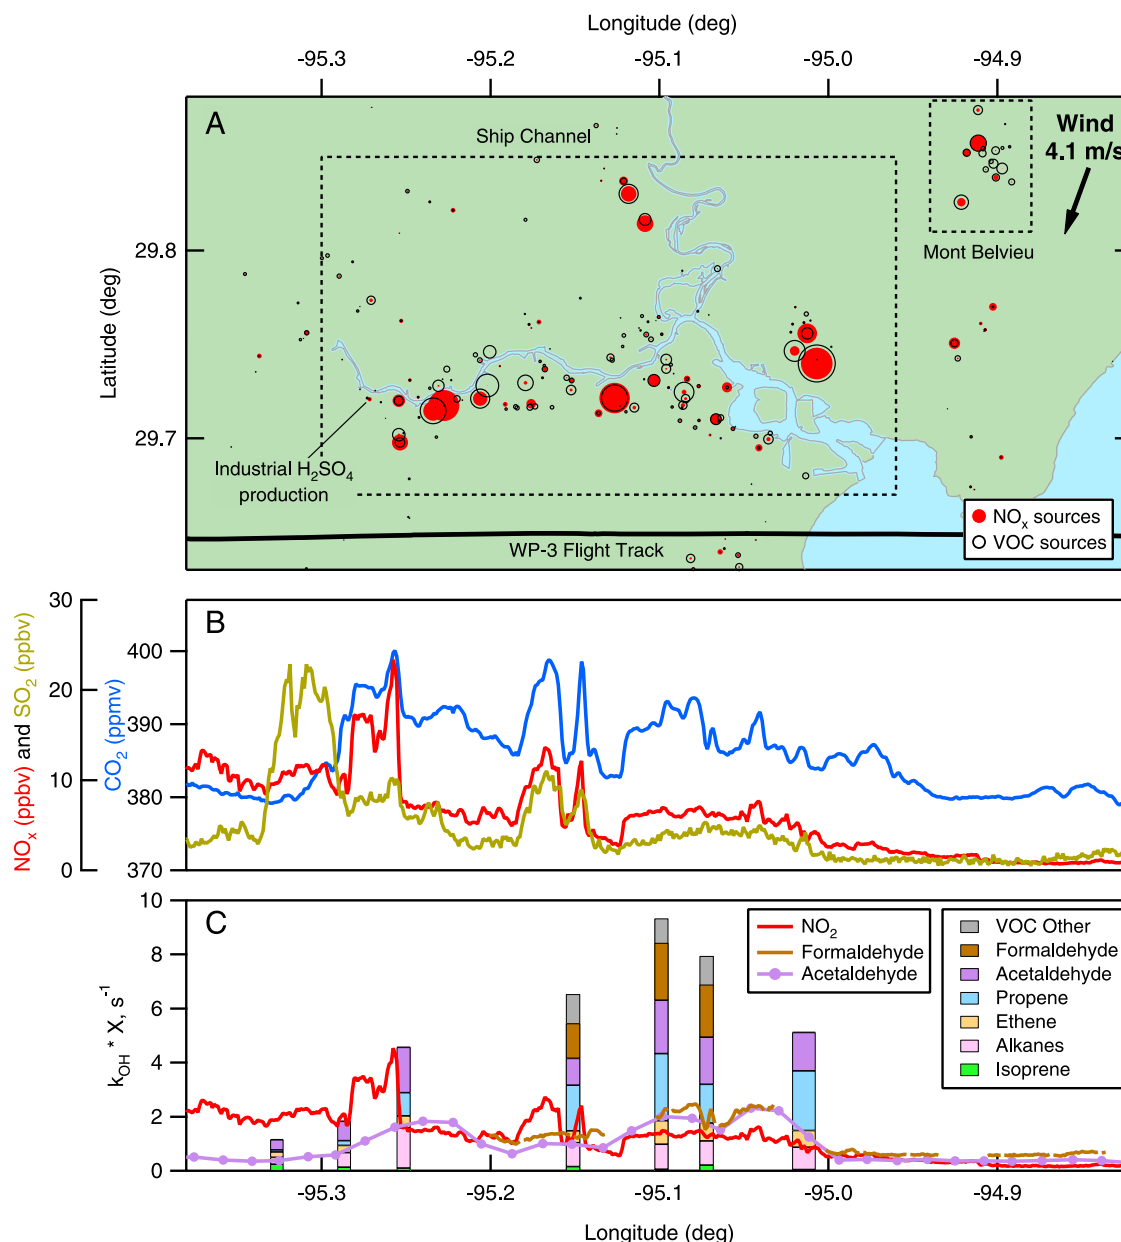 Longitude (deg)
-95.3 -95.2 -95.1 -95.0 -94.9
A
Ship Channel
Wind
4.1 m/s
Mont Belvieu
29.8
29.7
Latitude (deg)
Industrial H₂SO₄
production
WP-3 Flight Track
NOₓ sources
VOC sources
B
30
20
10
0
NOₓ (ppbv) and SO₂ (ppbv)
CO₂ (ppmv)
400
390
380
370
C
10
8
6
4
2
0
k_OH * X, s⁻¹
NO₂
Formaldehyde
Acetaldehyde
VOC Other
Formaldehyde
Acetaldehyde
Propene
Ethene
Alkanes
Isoprene
-95.3 -95.2 -95.1 -95.0 -94.9
Longitude (deg)